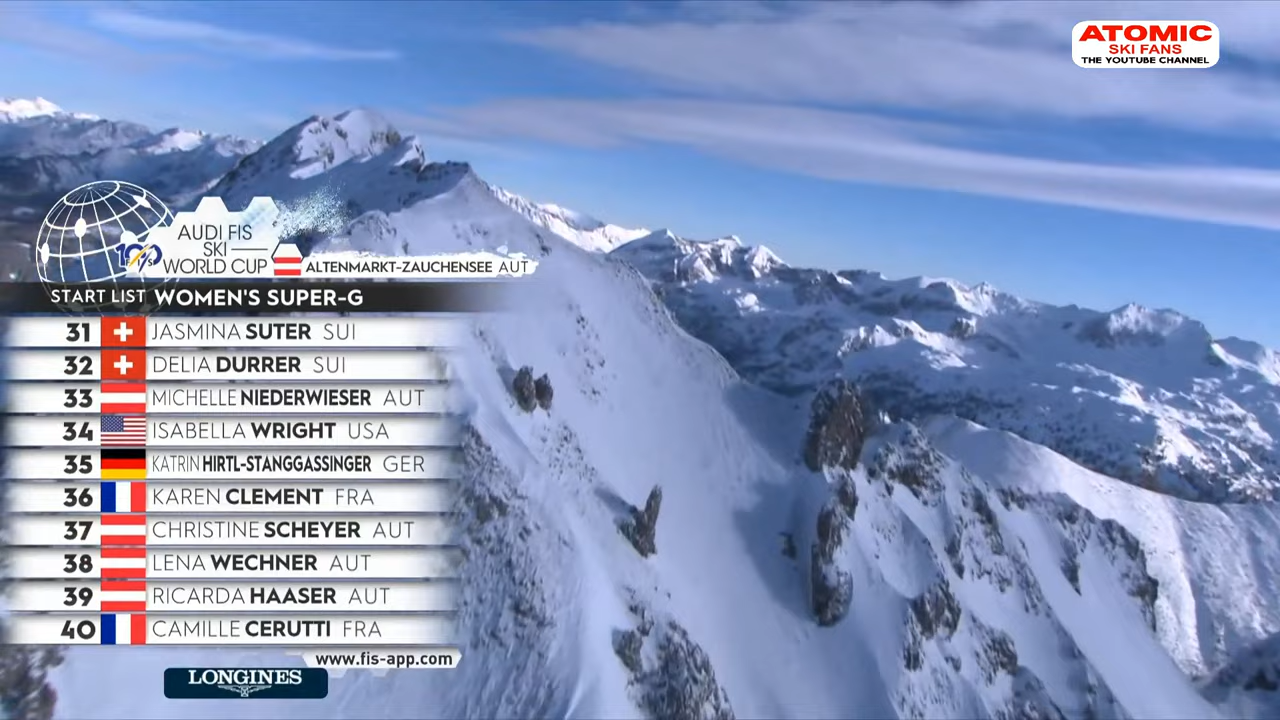 ATOMIC
SKI FANS
THE YOUTUBE CHANNEL
AUDI FIS
SKI
WORLD CUP
ALTENMARKT-ZAUCHENSEE AUT
START LIST WOMEN'S SUPER-G
31 JASMINA SUTER SUI
32 DELIA DURRER SUI
33 MICHELLE NIEDERWIESER AUT
34 ISABELLA WRIGHT USA
35 KATRIN HIRTL-STANGGASSINGER GER
36 KAREN CLEMENT FRA
37 CHRISTINE SCHEYER AUT
38 LENA WECHNER AUT
39 RICARDA HAASER AUT
40 CAMILLE CERUTTI FRA
www.fis-app.com
LONGINES